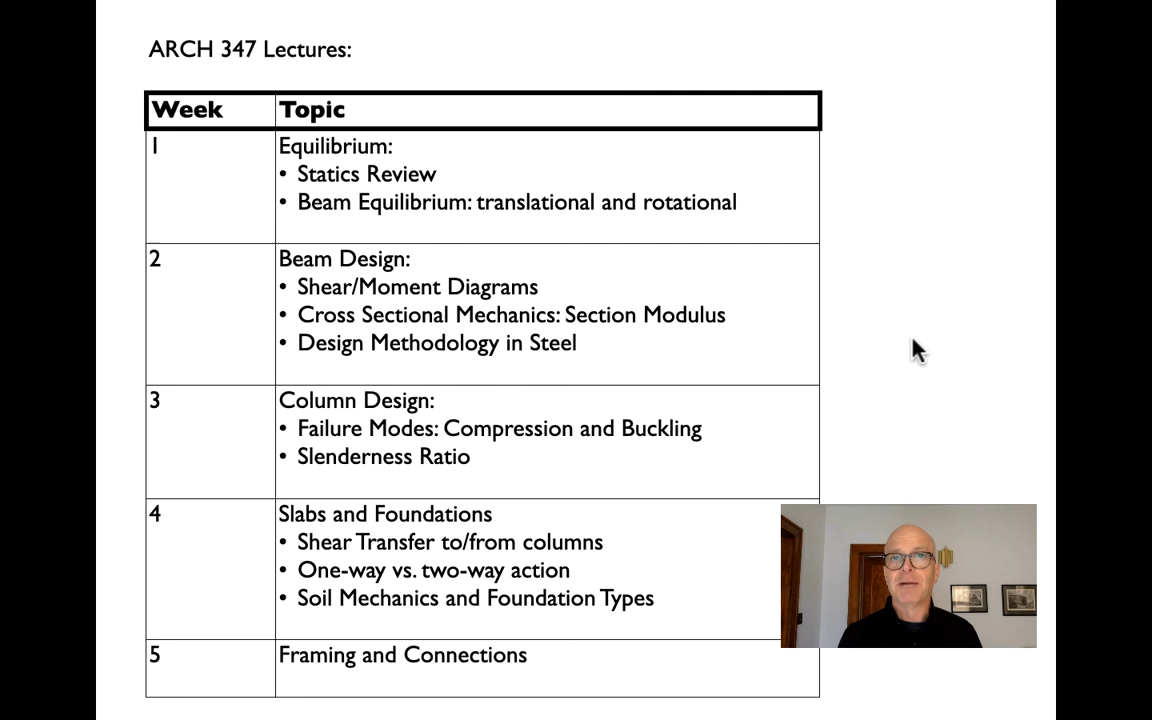 ARCH 347 Lectures:
Week Topic
1 Equilibrium:
• Statics Review
• Beam Equilibrium: translational and rotational
2 Beam Design:
• Shear/Moment Diagrams
• Cross Sectional Mechanics: Section Modulus
• Design Methodology in Steel
3 Column Design:
• Failure Modes: Compression and Buckling
• Slenderness Ratio
4 Slabs and Foundations
• Shear Transfer to/from columns
• One-way vs. two-way action
• Soil Mechanics and Foundation Types
5 Framing and Connections